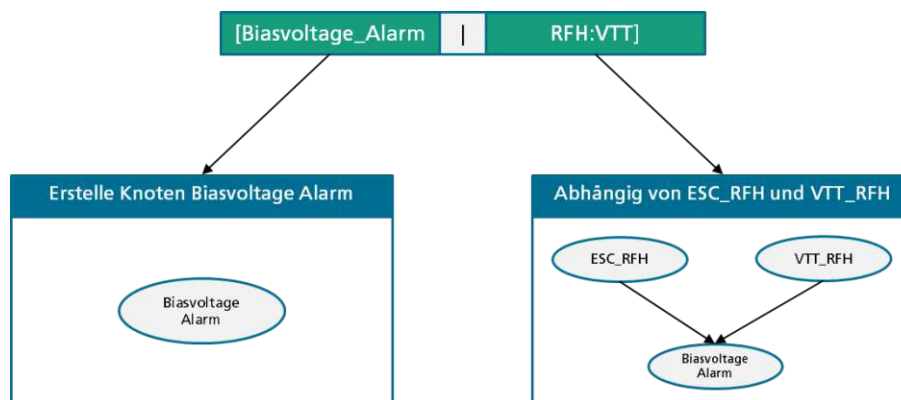 [Biasvoltage_Alarm | RFH:VTT]
Erstelle Knoten Biasvoltage Alarm
Biasvoltage
Alarm
Abhängig von ESC_RFH und VTT_RFH
ESC_RFH
VTT_RFH
Biasvoltage
Alarm